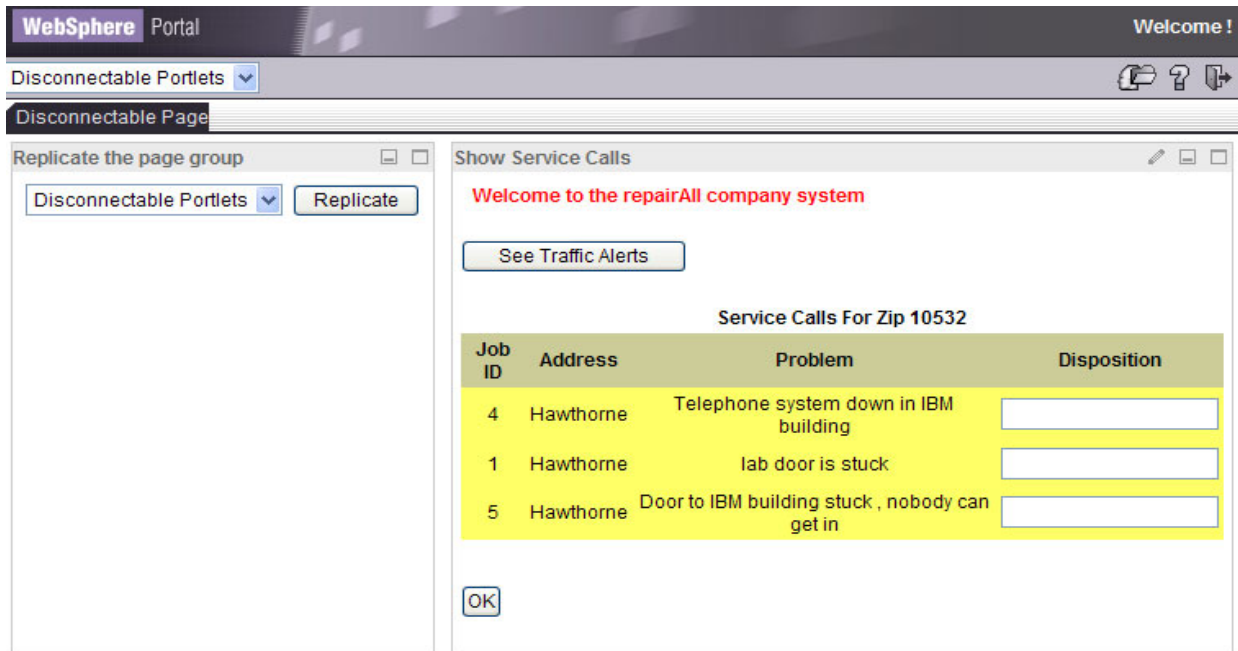 WebSphere Portal
Welcome !
Disconnectable Portlets
Disconnectable Page
Replicate the page group
Disconnectable Portlets
Replicate
Show Service Calls
Welcome to the repairAll company system
See Traffic Alerts
Service Calls For Zip 10532
Job ID Address Problem Disposition
4 Hawthorne Telephone system down in IBM
building
1 Hawthorne lab door is stuck
5 Hawthorne Door to IBM building stuck , nobody can
get in
OK